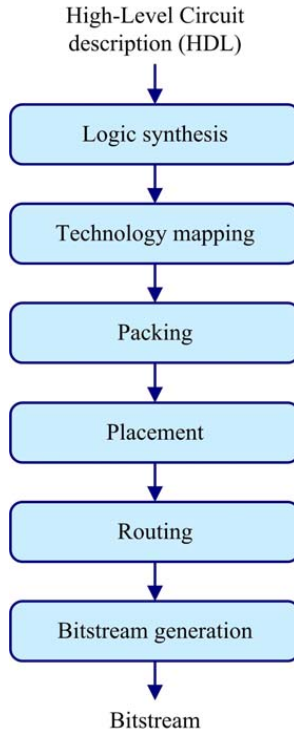 High-Level Circuit
description (HDL)
Logic synthesis
Technology mapping
Packing
Placement
Routing
Bitstream generation
Bitstream